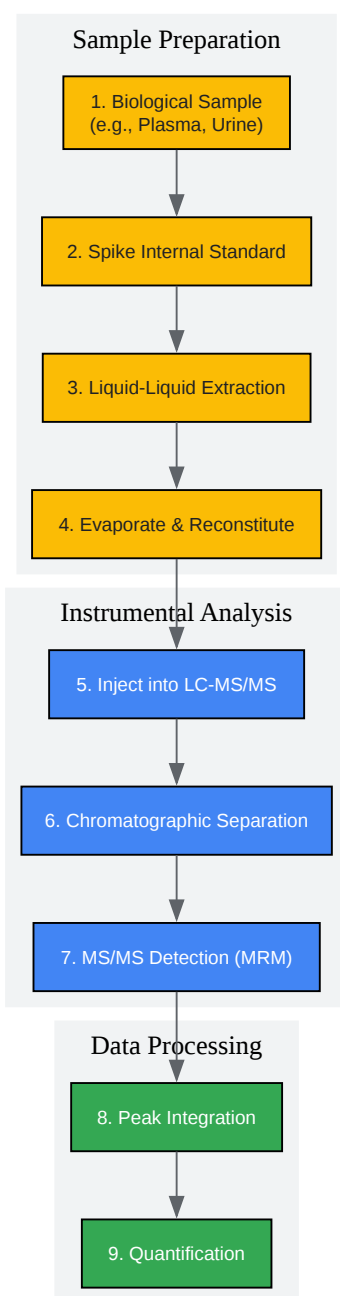 Sample Preparation
1. Biological Sample
(e.g., Plasma, Urine)
2. Spike Internal Standard
3. Liquid-Liquid Extraction
4. Evaporate & Reconstitute
Instrumental Analysis
5. Inject into LC-MS/MS
6. Chromatographic Separation
7. MS/MS Detection (MRM)
Data Processing
8. Peak Integration
9. Quantification